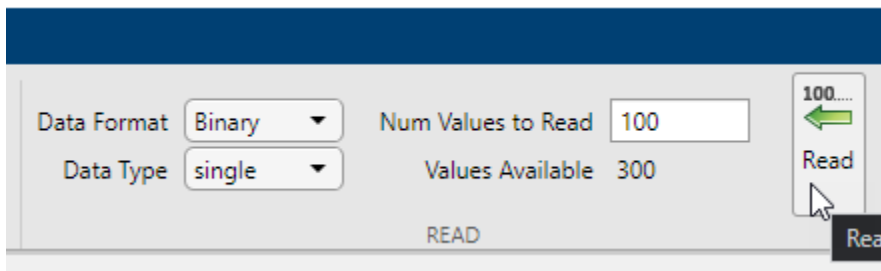 Data Format Binary Num Values to Read 100 100.....
Data Type single Values Available 300 Read
READ